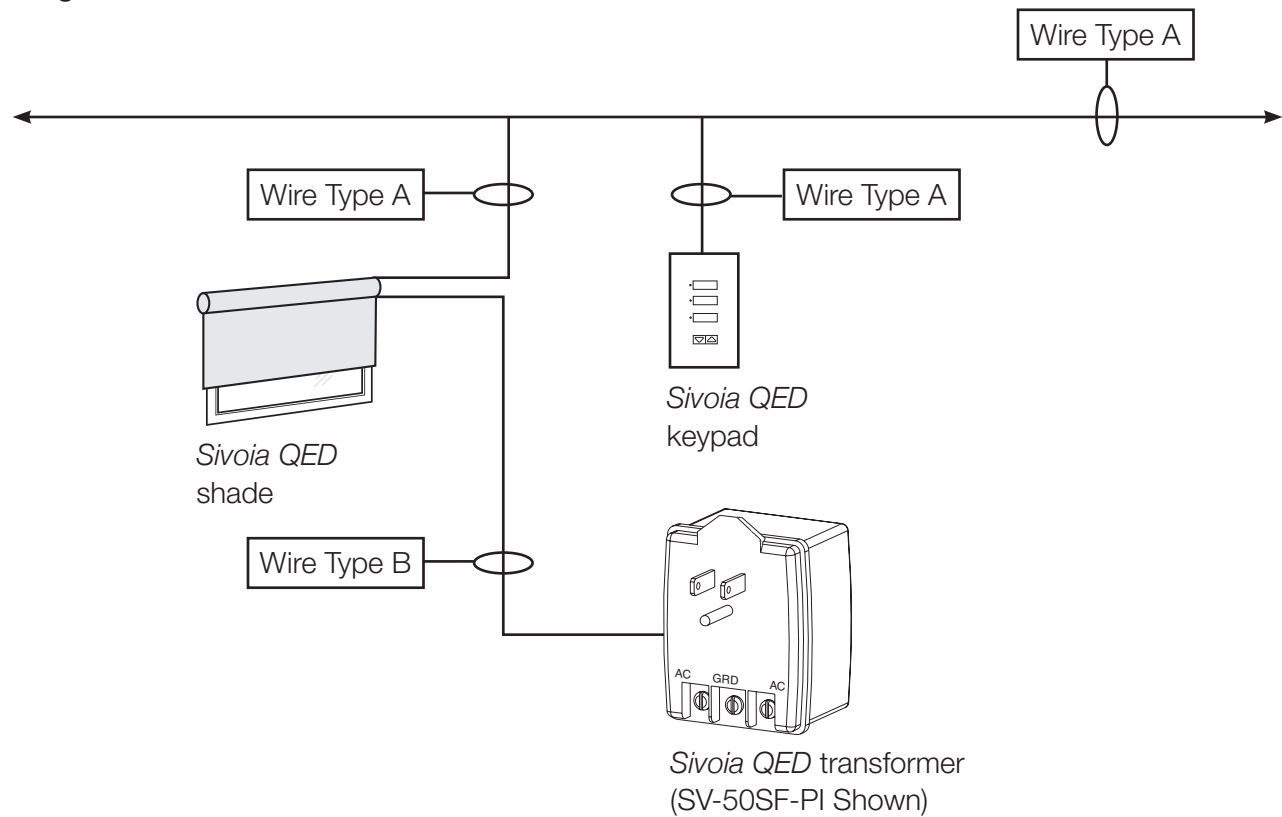 Wire Type A
Wire Type A
Wire Type A
Sivoia QED
keypad
Sivoia QED
shade
Wire Type B
AC
GRD
AC
Sivoia QED transformer
(SV-50SF-PI Shown)